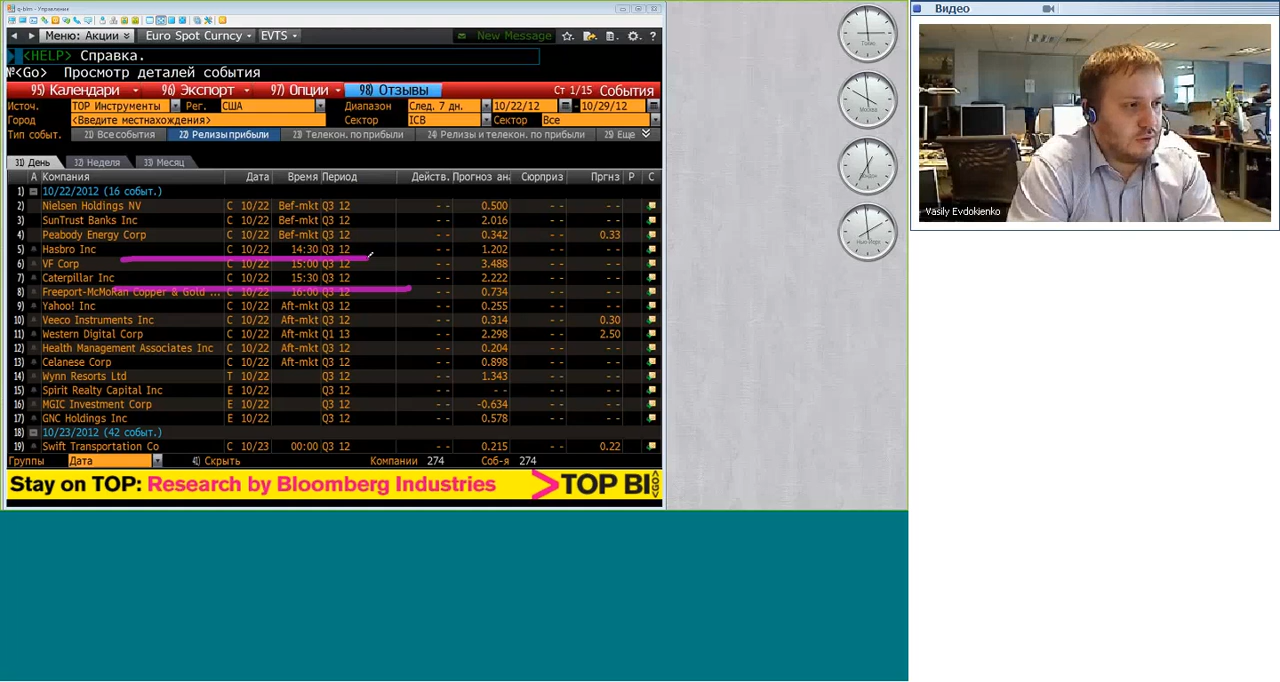 q-blm - Управление
Меню: Акции Euro Spot Curncy EVTS New Message ?
<HELP> Справка.
№<Go> Просмотр деталей события
95) Календари 96) Экспорт 97) Опции 98) Отзывы Ст 1/15 События
Источ. TOP Инструменты Рег. США Диапазон След. 7 дн. 10/22/12 - 10/29/12
Город <Введите местнахождение> Сектор ICB Сектор Все
Тип событ. 21) Все события 22) Релизы прибыли 23) Телекон. по прибыли 24) Релизы и телекон. по прибыли 25) Еще
31) День 32) Неделя 33) Месяц
А Компания Дата Время Период Действ. Прогноз ана Сюрприз Пргнз Р С
1) 10/22/2012 (16 событ.)
2) Nielsen Holdings NV C 10/22 Bef-mkt Q3 12 - - 0.500 - - - -
3) SunTrust Banks Inc C 10/22 Bef-mkt Q3 12 - - 2.016 - - - -
4) Peabody Energy Corp C 10/22 Bef-mkt Q3 12 - - 0.342 - - 0.33
5) Hasbro Inc C 10/22 14:30 Q3 12 - - 1.202 - - - -
6) VF Corp C 10/22 15:00 Q3 12 - - 3.488 - - - -
7) Caterpillar Inc C 10/22 15:30 Q3 12 - - 2.222 - - - -
8) Freeport-McMoRan Copper & Gold ... C 10/22 16:00 Q3 12 - - 0.734 - - - -
9) Yahoo! Inc C 10/22 Aft-mkt Q3 12 - - 0.255 - - - -
10) Veeco Instruments Inc C 10/22 Aft-mkt Q3 12 - - 0.314 - - 0.30
11) Western Digital Corp C 10/22 Aft-mkt Q1 13 - - 2.298 - - 2.50
12) Health Management Associates Inc C 10/22 Aft-mkt Q3 12 - - 0.204 - - - -
13) Celanese Corp C 10/22 Aft-mkt Q3 12 - - 0.898 - - - -
14) Wynn Resorts Ltd T 10/22 Q3 12 - - 1.343 - - - -
15) Spirit Realty Capital Inc E 10/22 Q3 12 - - - - - - - -
16) MGIC Investment Corp E 10/22 Q3 12 - - -0.634 - - - -
17) GNC Holdings Inc E 10/22 Q3 12 - - 0.578 - - - -
18) 10/23/2012 (42 событ.)
19) Swift Transportation Co C 10/23 00:00 Q3 12 - - 0.215 - - 0.22
Группы Дата 41) Скрыть Компании 274 Соб-я 274
Stay on TOP: Research by Bloomberg Industries >TOP BI <GO>
Видео
Vasily Evdokienko
Москва
Нью Йорк